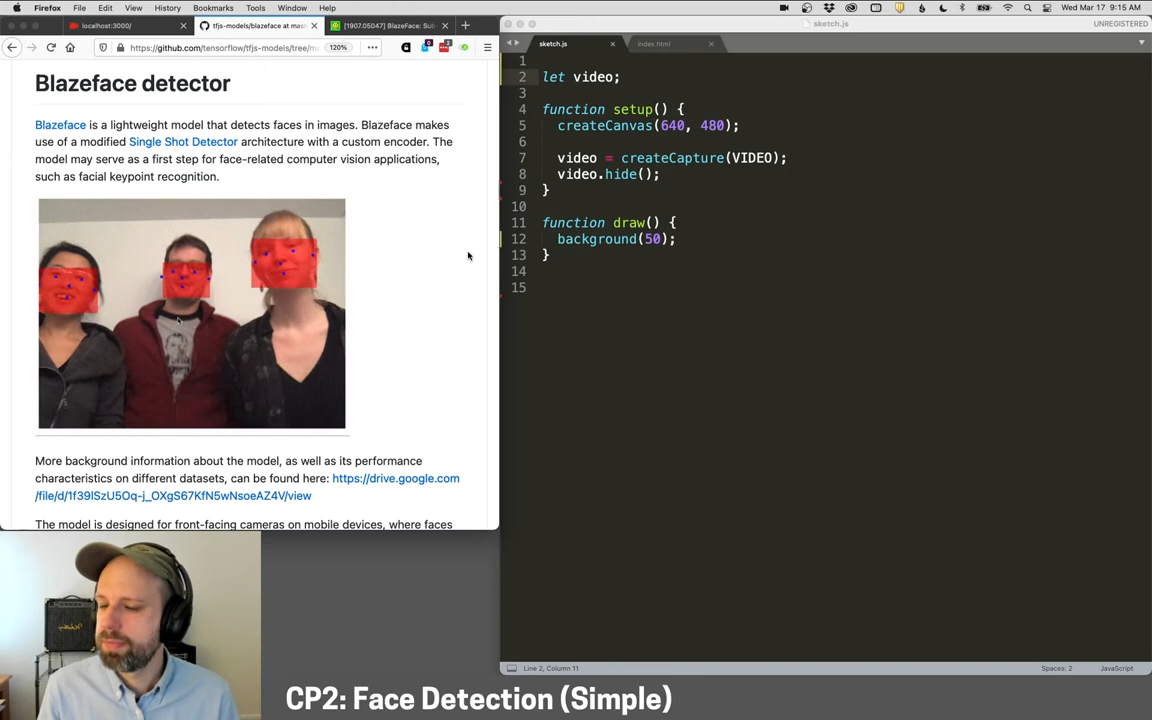 Firefox File Edit View History Bookmarks Tools Window Help
Wed Mar 17 9:15 AM
localhost:3000/
tfjs-models/blazeface at mas
[1907.05047] BlazeFace: Sub-
https://github.com/tensorflow/tfjs-models/tree/m
120%
Blazeface detector
Blazeface is a lightweight model that detects faces in images. Blazeface makes
use of a modified Single Shot Detector architecture with a custom encoder. The
model may serve as a first step for face-related computer vision applications,
such as facial keypoint recognition.
More background information about the model, as well as its performance
characteristics on different datasets, can be found here: https://drive.google.com
/file/d/1f39lSzU5Oq-j_OXgS67KfN5wNsoeAZ4V/view
The model is designed for front-facing cameras on mobile devices, where faces
sketch.js
UNREGISTERED
sketch.js
index.html
1
2 let video;
3
4 function setup() {
5 createCanvas(640, 480);
6
7 video = createCapture(VIDEO);
8 video.hide();
9 }
10
11 function draw() {
12 background(50);
13 }
14
15
Line 2, Column 11
Spaces: 2
JavaScript
CP2: Face Detection (Simple)